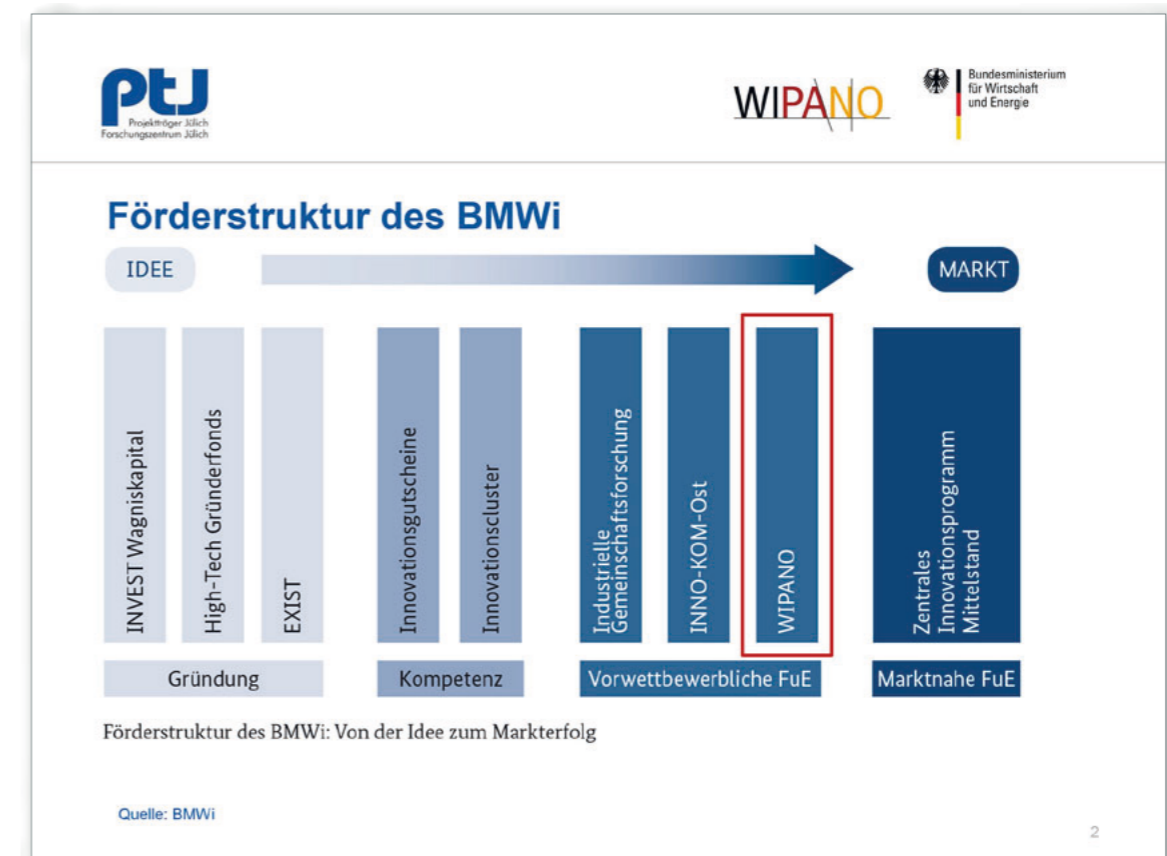 ptJ
Projektträger Jülich
Forschungszentrum Jülich
WIPANO
Bundesministerium
für Wirtschaft
und Energie
Förderstruktur des BMWi
IDEE
MARKT
INVEST Wagniskapital
High-Tech Gründerfonds
EXIST
Innovationsgutscheine
Innovationscluster
Industrielle
Gemeinschaftsforschung
INNO-KOM-Ost
WIPANO
Zentrales
Innovationsprogramm
Mittelstand
Gründung
Kompetenz
Vorwettbewerbliche FuE
Marktnahe FuE
Förderstruktur des BMWi: Von der Idee zum Markterfolg
Quelle: BMWi
2